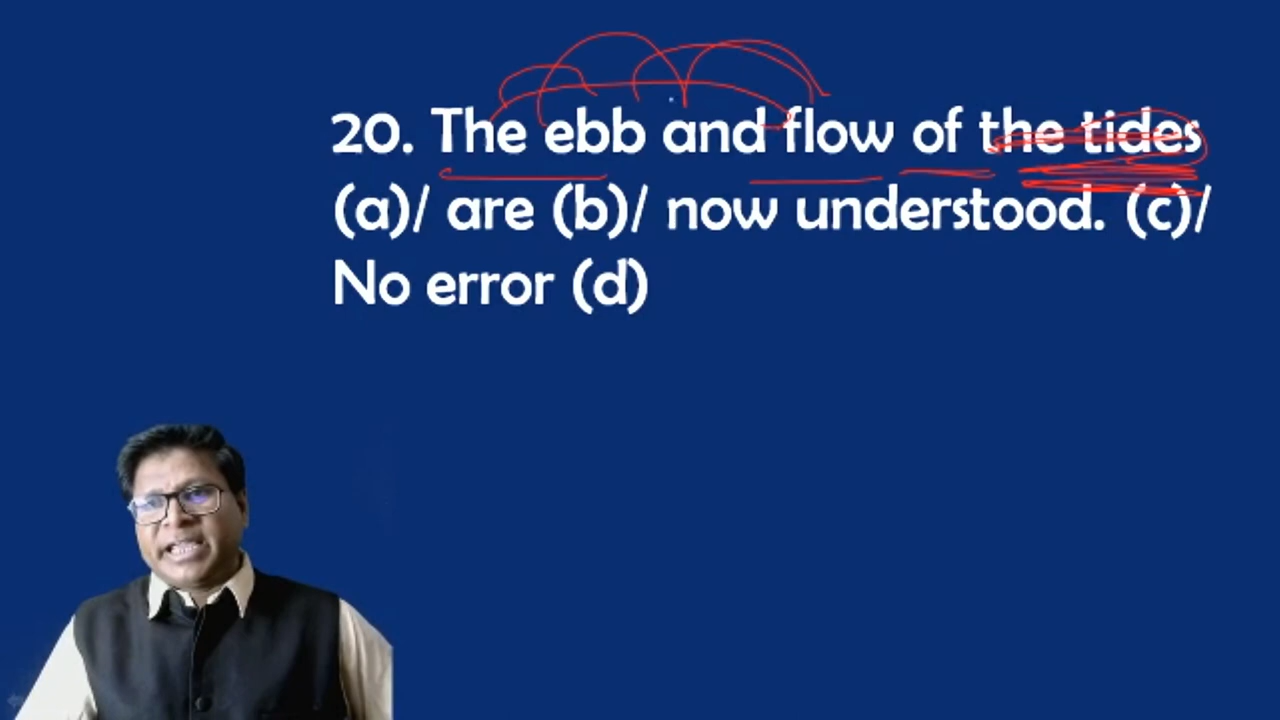 20. The ebb and flow of the tides
(a)/ are (b)/ now understood. (c)/
No error (d)